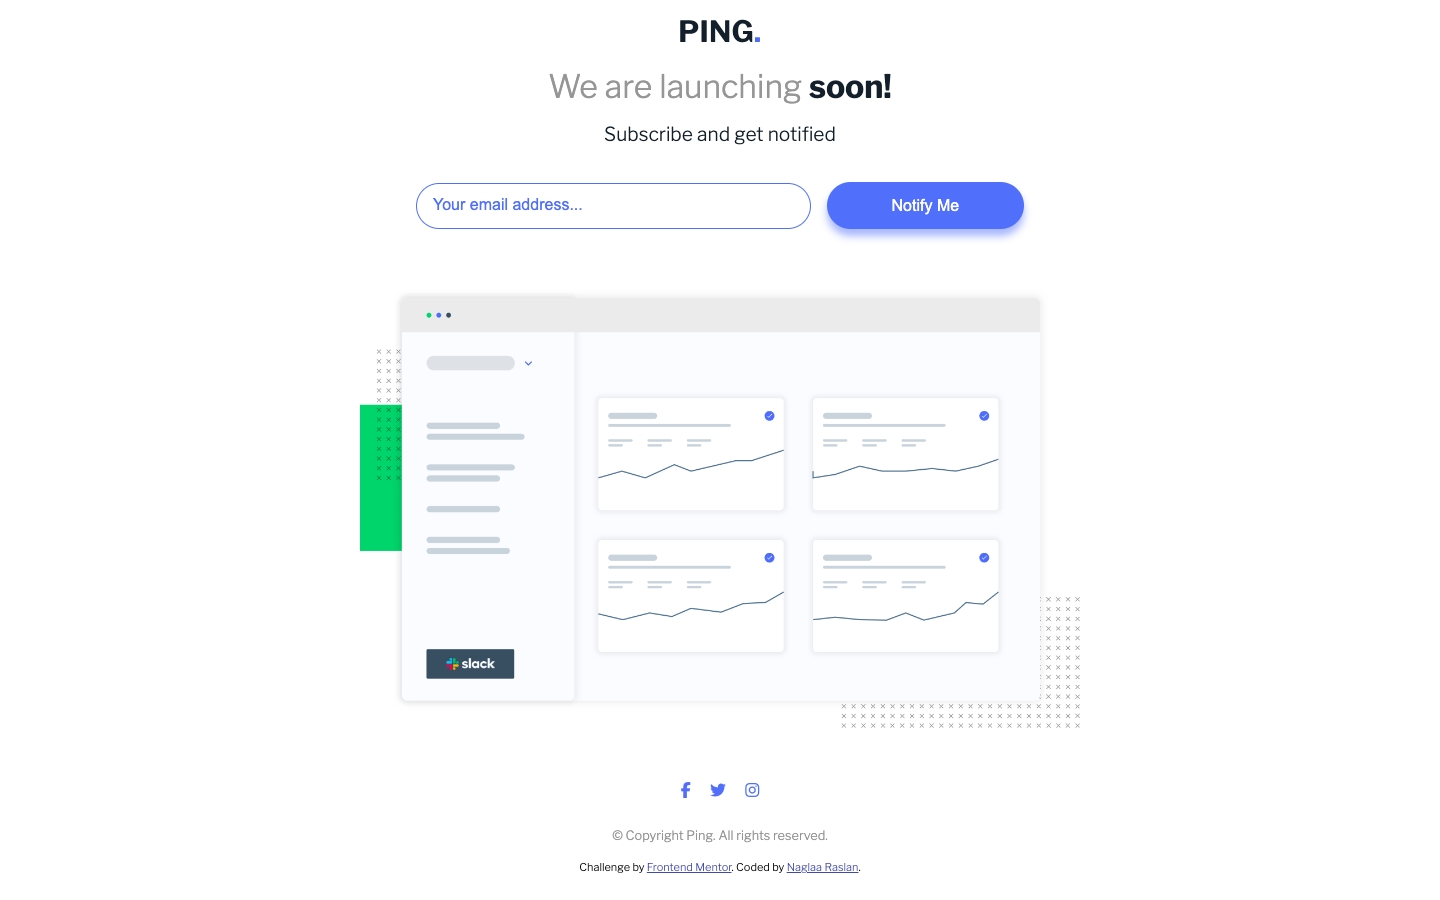 PING.
We are launching soon!
Subscribe and get notified
Your email address...
Notify Me
slack
© Copyright Ping. All rights reserved.
Challenge by Frontend Mentor. Coded by Naglaa Raslan.